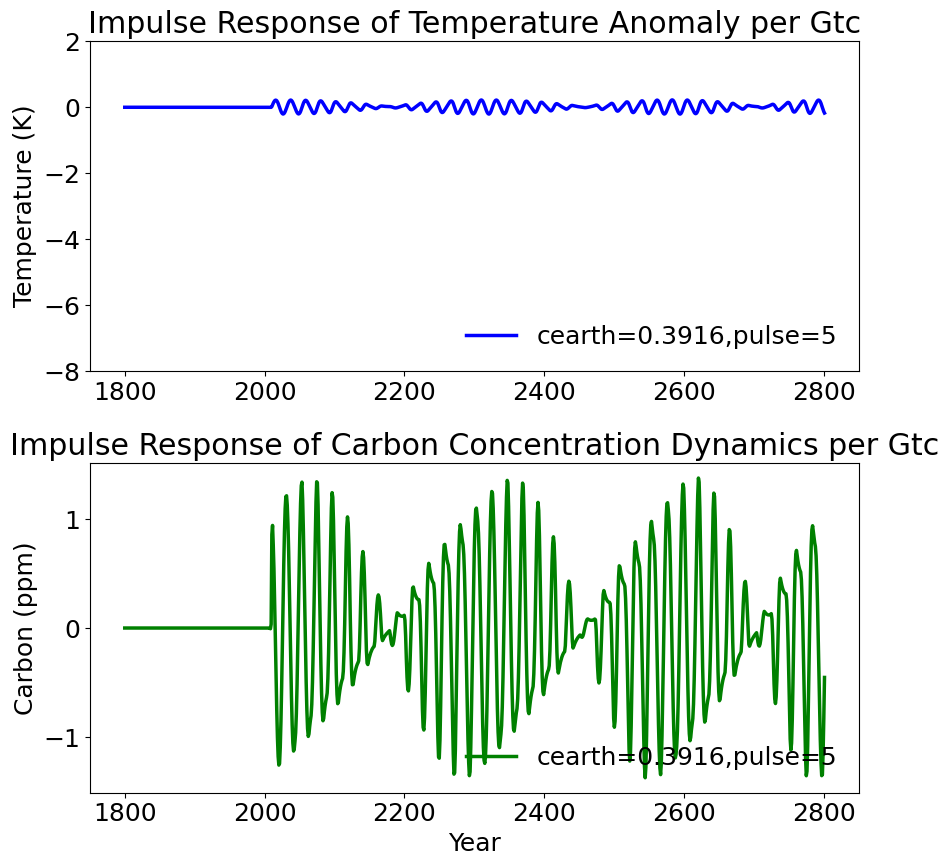 Impulse Response of Temperature Anomaly per Gtc
2
0
−2
−4
−6
−8
Temperature (K)
cearth=0.3916,pulse=5
1800 2000 2200 2400 2600 2800
Impulse Response of Carbon Concentration Dynamics per Gtc
1
0
−1
Carbon (ppm)
cearth=0.3916,pulse=5
1800 2000 2200 2400 2600 2800
Year